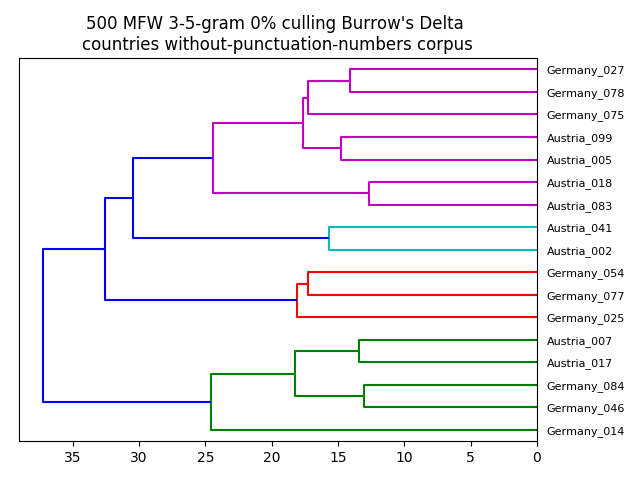 500 MFW 3-5-gram 0% culling Burrow's Delta
countries without-punctuation-numbers corpus
Germany_027
Germany_078
Germany_075
Austria_099
Austria_005
Austria_018
Austria_083
Austria_041
Austria_002
Germany_054
Germany_077
Germany_025
Austria_007
Austria_017
Germany_084
Germany_046
Germany_014
35 30 25 20 15 10 5 0